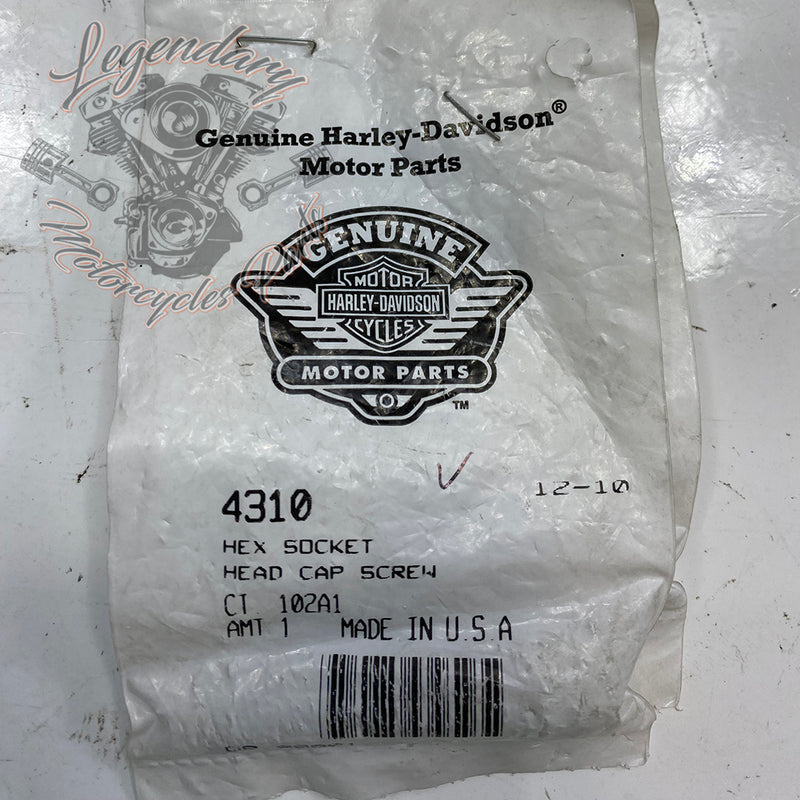 Legendary
Motorcycles Parts
Genuine Harley-Davidson®
Motor Parts
GENUINE
MOTOR
HARLEY-DAVIDSON
CYCLES
MOTOR PARTS
TM
4310
12-10
HEX SOCKET
HEAD CAP SCREW
CT 102A1
AMT 1 MADE IN U.S.A